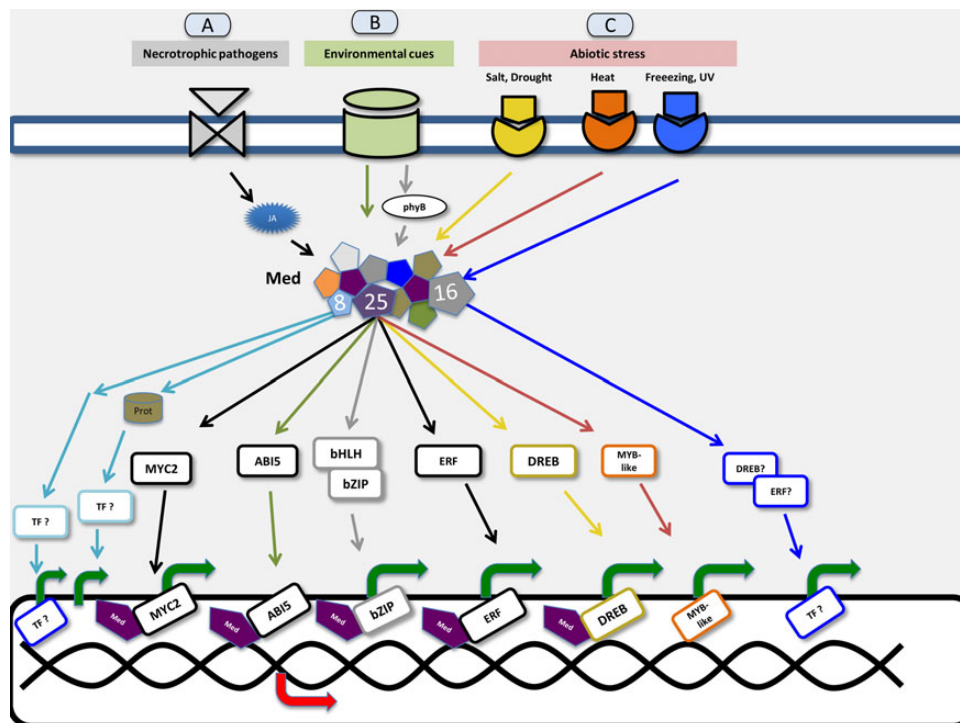 A
B
C
Necrotrophic pathogens
Environmental cues
Abiotic stress
Salt, Drought
Heat
Freeezing, UV
JA
phyB
Med
8
25
16
Prot
MYC2
ABI5
bHLH
bZIP
ERF
DREB
MYB-
like
DREB?
ERF?
TF ?
TF ?
TF ?
Med
MYC2
Med
ABI5
Med
bZIP
Med
ERF
Med
DREB
MYB-
like
TF ?